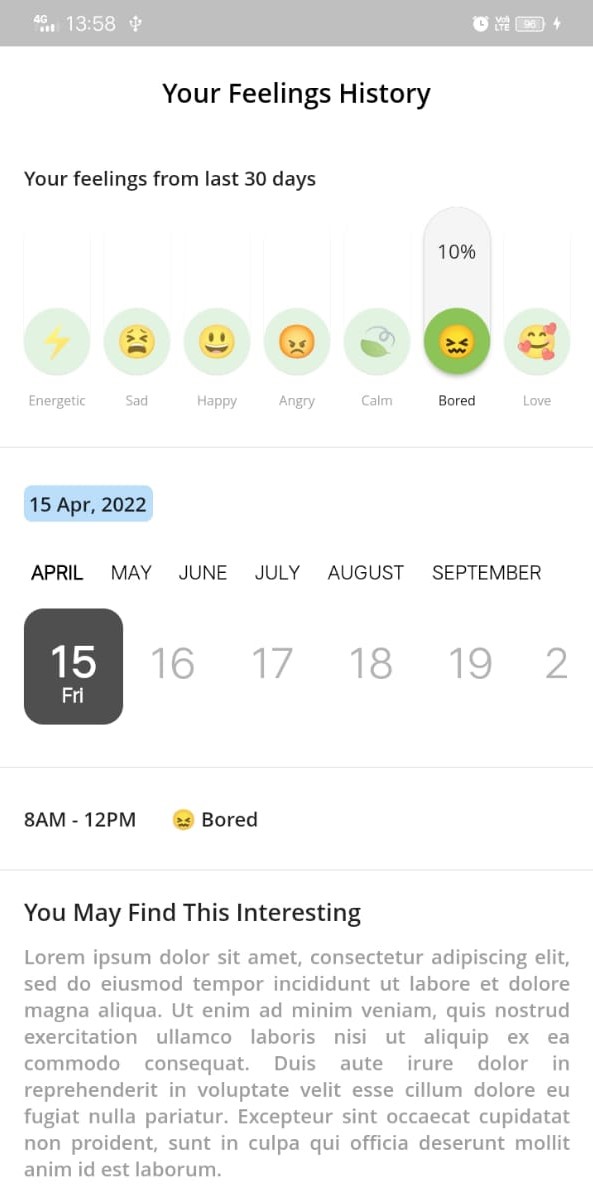 4G 13:58 VoI LTE 96
Your Feelings History
Your feelings from last 30 days
10%
Energetic Sad Happy Angry Calm Bored Love
15 Apr, 2022
APRIL MAY JUNE JULY AUGUST SEPTEMBER
15 16 17 18 19 2
Fri
8AM - 12PM Bored
You May Find This Interesting
Lorem ipsum dolor sit amet, consectetur adipiscing elit,
sed do eiusmod tempor incididunt ut labore et dolore
magna aliqua. Ut enim ad minim veniam, quis nostrud
exercitation ullamco laboris nisi ut aliquip ex ea
commodo consequat. Duis aute irure dolor in
reprehenderit in voluptate velit esse cillum dolore eu
fugiat nulla pariatur. Excepteur sint occaecat cupidatat
non proident, sunt in culpa qui officia deserunt mollit
anim id est laborum.